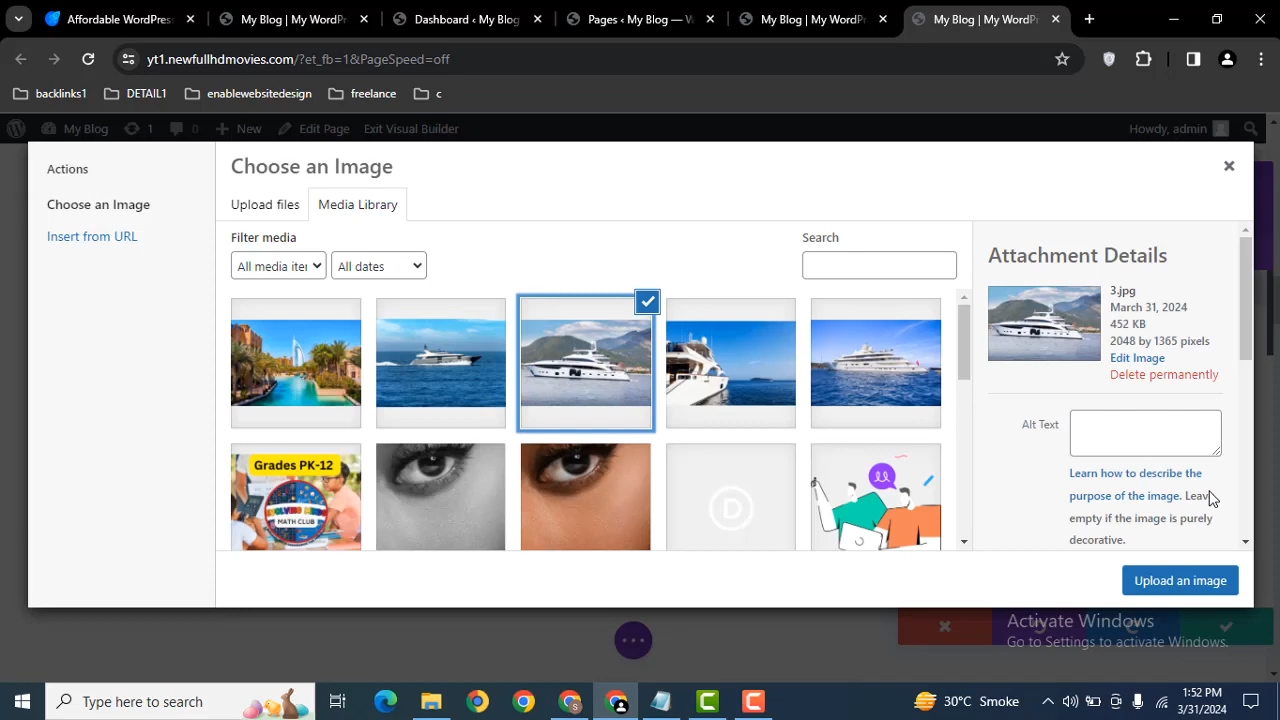 Affordable WordPress
My Blog | My WordPr
Dashboard ‹ My Blog
Pages ‹ My Blog — W
My Blog | My WordPr
My Blog | My WordPr
yt1.newfullhdmovies.com/?et_fb=1&PageSpeed=off
backlinks1
DETAIL1
enablewebsitedesign
freelance
c
My Blog
1
0
New
Edit Page
Exit Visual Builder
Howdy, admin
Actions
Choose an Image
Insert from URL
Choose an Image
Upload files
Media Library
Filter media
All media iter
All dates
Search
Grades PK-12
MATH CLUB
Attachment Details
3.jpg
March 31, 2024
452 KB
2048 by 1365 pixels
Edit Image
Delete permanently
Alt Text
Learn how to describe the
purpose of the image. Leave
empty if the image is purely
decorative.
Upload an image
Activate Windows
Go to Settings to activate Windows.
Type here to search
30°C Smoke
1:52 PM
3/31/2024